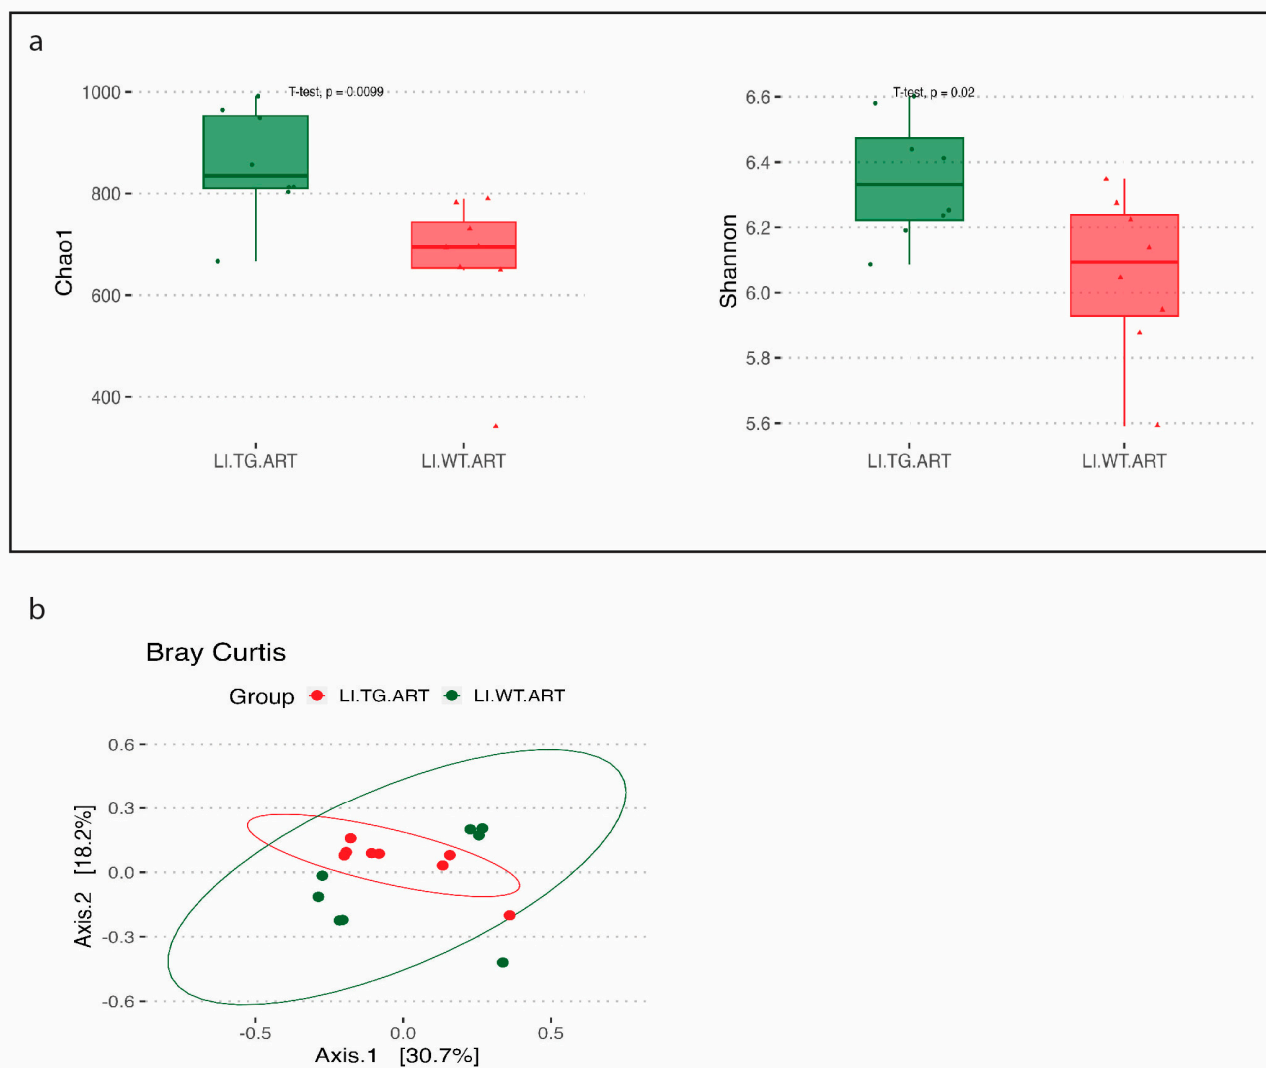 a
T-test, p = 0.0099
1000
800
600
400
Chao1
LI.TG.ART LI.WT.ART
T-test, p = 0.02
6.6
6.4
6.2
6.0
5.8
5.6
Shannon
LI.TG.ART LI.WT.ART
b
Bray Curtis
Group LI.TG.ART LI.WT.ART
0.6
0.3
0.0
-0.3
-0.6
Axis.2 [18.2%]
-0.5 0.0 0.5
Axis.1 [30.7%]